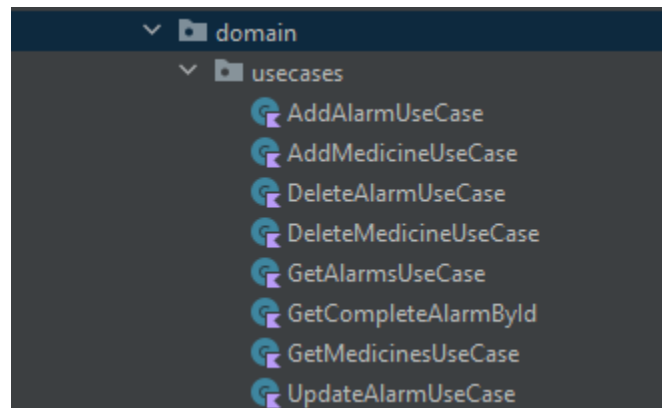 domain
usecases
AddAlarmUseCase
AddMedicineUseCase
DeleteAlarmUseCase
DeleteMedicineUseCase
GetAlarmsUseCase
GetCompleteAlarmById
GetMedicinesUseCase
UpdateAlarmUseCase